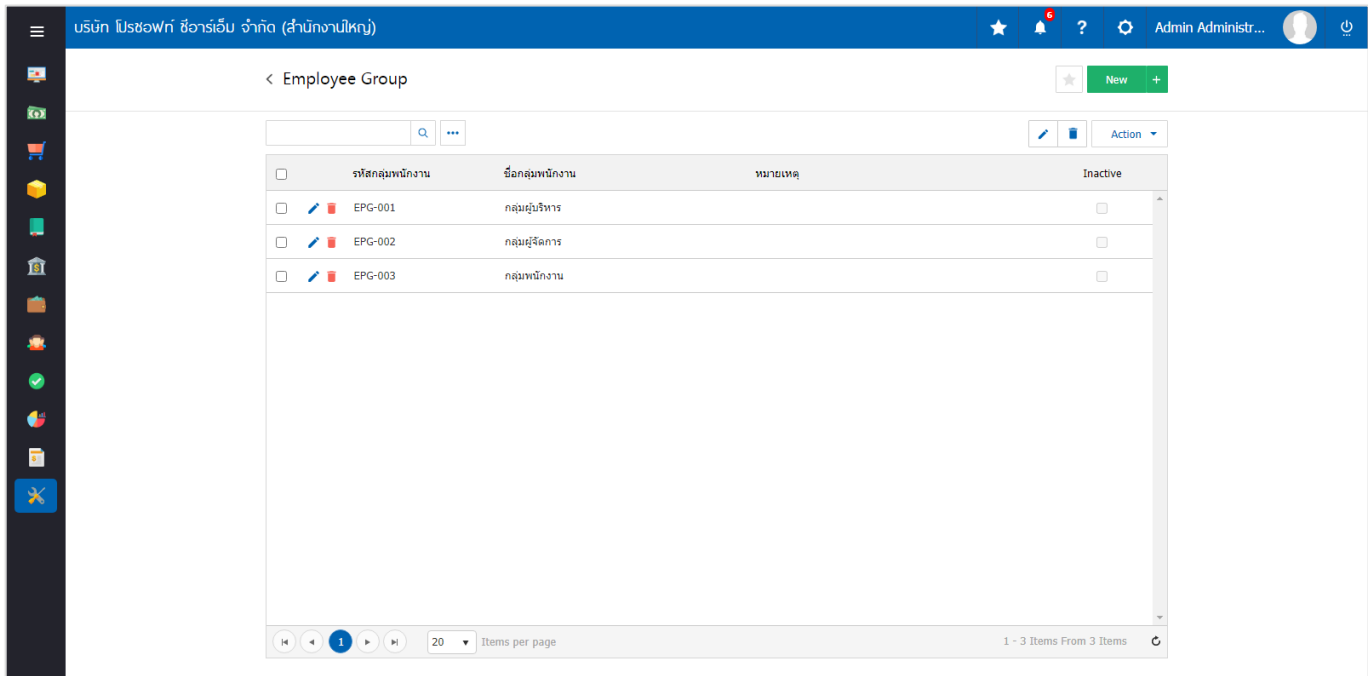 บริษัท โปรซอฟท์ ซีอาร์เอ็ม จำกัด (สำนักงานใหญ่)
6
?
Admin Administr...
< Employee Group
New +
Action
รหัสกลุ่มพนักงาน ชื่อกลุ่มพนักงาน หมายเหตุ Inactive
EPG-001 กลุ่มผู้บริหาร
EPG-002 กลุ่มผู้จัดการ
EPG-003 กลุ่มพนักงาน
1 20 Items per page 1 - 3 Items From 3 Items